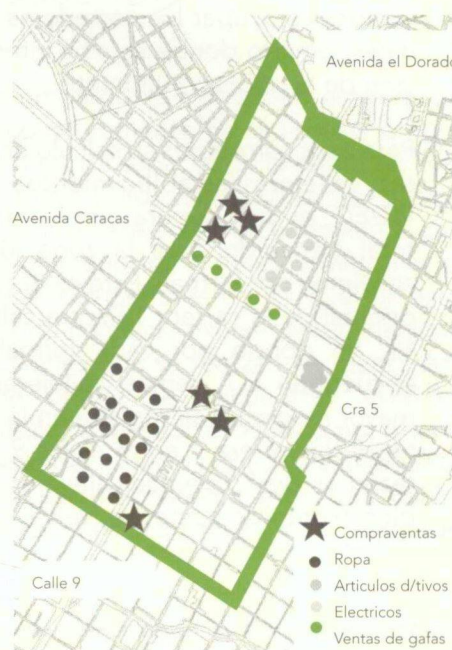 Avenida el Dorado
Avenida Caracas
Cra 5
Calle 9
Compraventas
Ropa
Articulos d/tivos
Electricos
Ventas de gafas